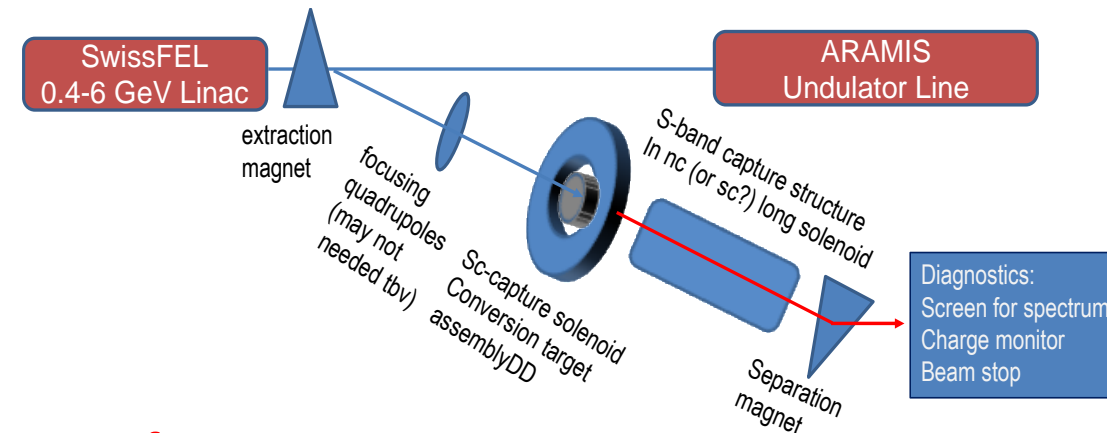 SwissFEL
0.4-6 GeV Linac
ARAMIS
Undulator Line
extraction
magnet
focusing
quadrupoles
(may not
needed tbv)
Sc-capture solenoid
Conversion target
assemblyDD
S-band capture structure
In nc (or sc?) long solenoid
Separation
magnet
Diagnostics:
Screen for spectrum
Charge monitor
Beam stop